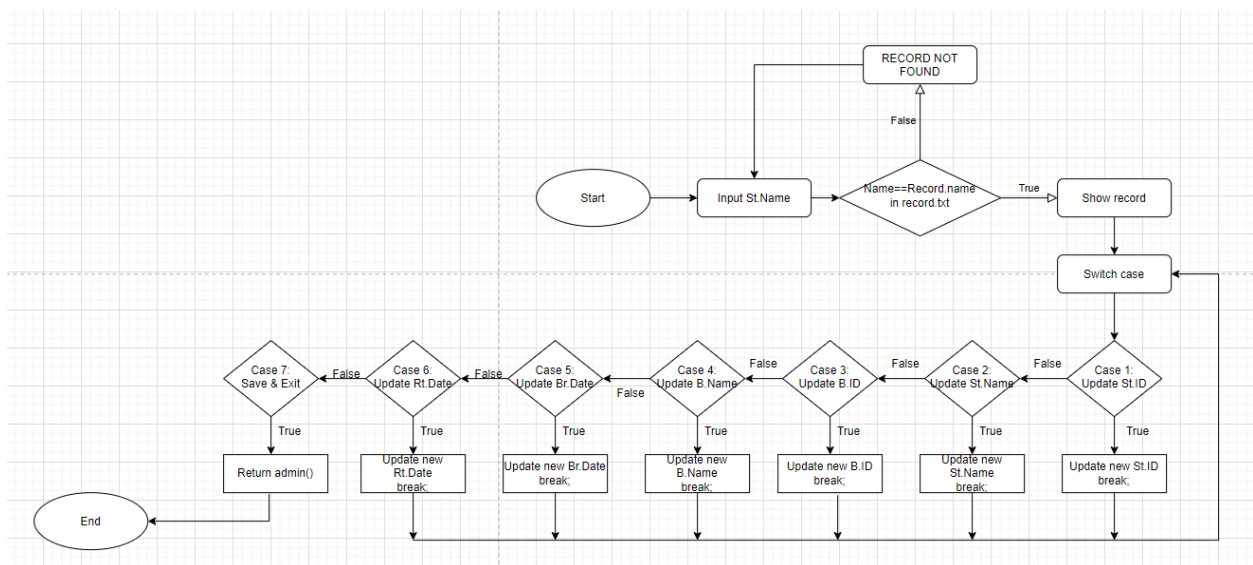 RECORD NOT
FOUND
False
Start
Input St.Name
Name==Record.name
in record.txt
True
Show record
Switch case
Case 7:
Save & Exit
False
Case 6:
Update Rt.Date
False
Case 5:
Update Br.Date
False
Case 4:
Update B.Name
False
Case 3:
Update B.ID
False
Case 2:
Update St.Name
False
Case 1:
Update St.ID
True
True
True
True
True
True
True
Return admin()
Update new
Rt.Date
break;
Update new Br.Date
break;
Update new
B.Name
break;
Update new B.ID
break;
Update new
St.Name
break;
Update new St.ID
break;
End